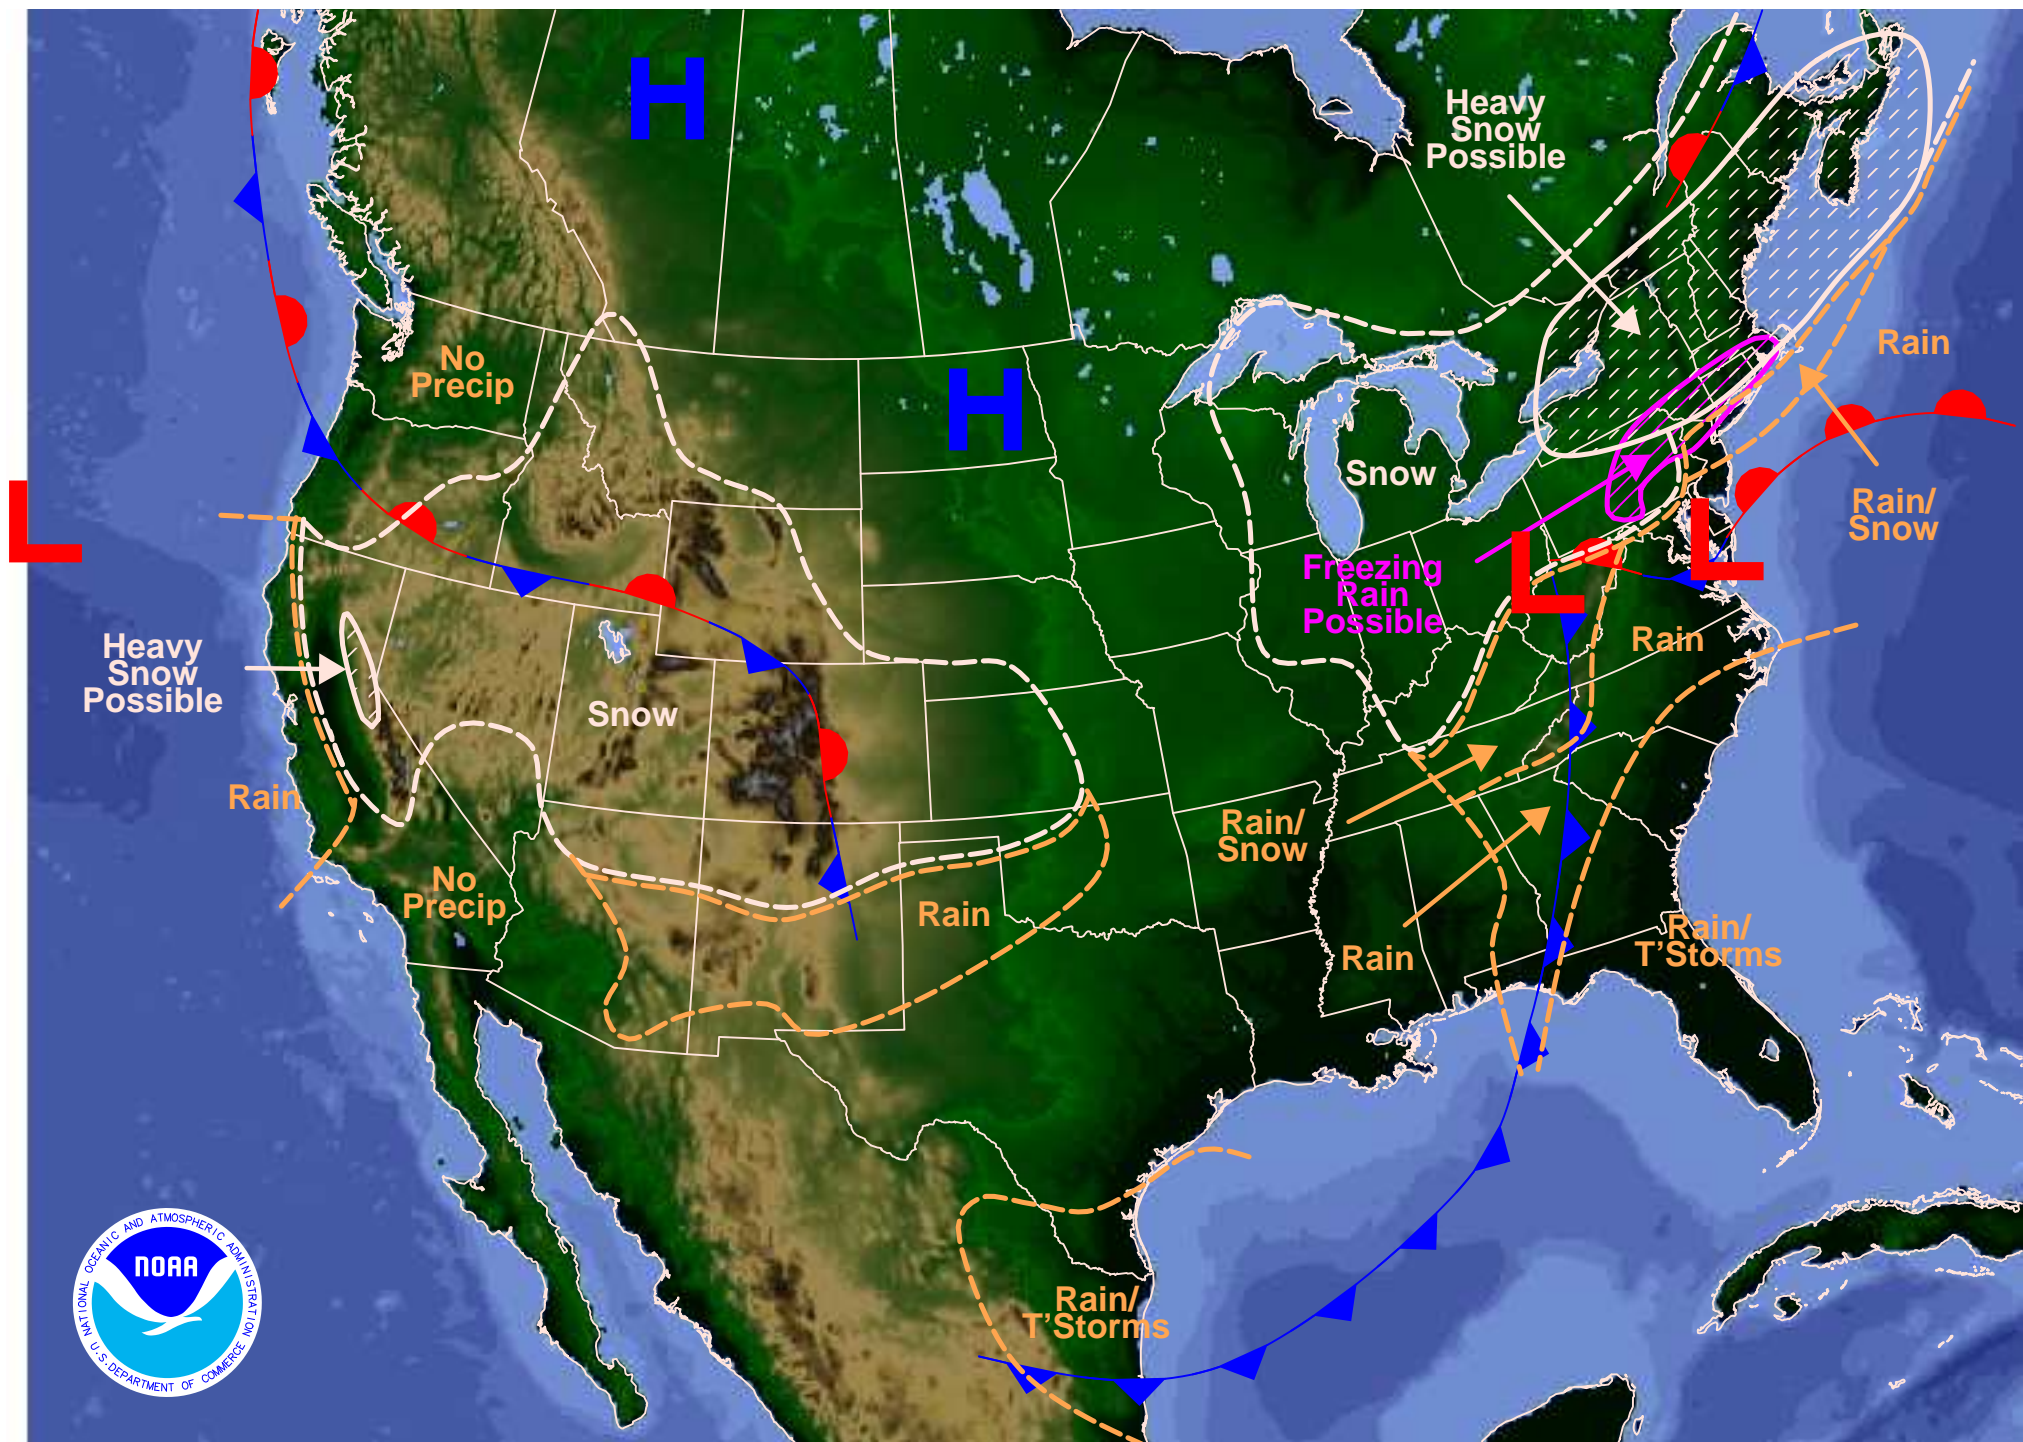 H
Heavy
Snow
Possible
No
Precip
Rain
H
Snow
L
Rain/
Snow
L
L
Freezing
Rain
Possible
Heavy
Snow
Possible
Rain
Snow
Rain
Rain/
Snow
No
Precip
Rain
Rain
Rain/
T'Storms
Rain/
T'Storms
NATIONAL OCEANIC AND ATMOSPHERIC ADMINISTRATION
NOAA
U.S. DEPARTMENT OF COMMERCE